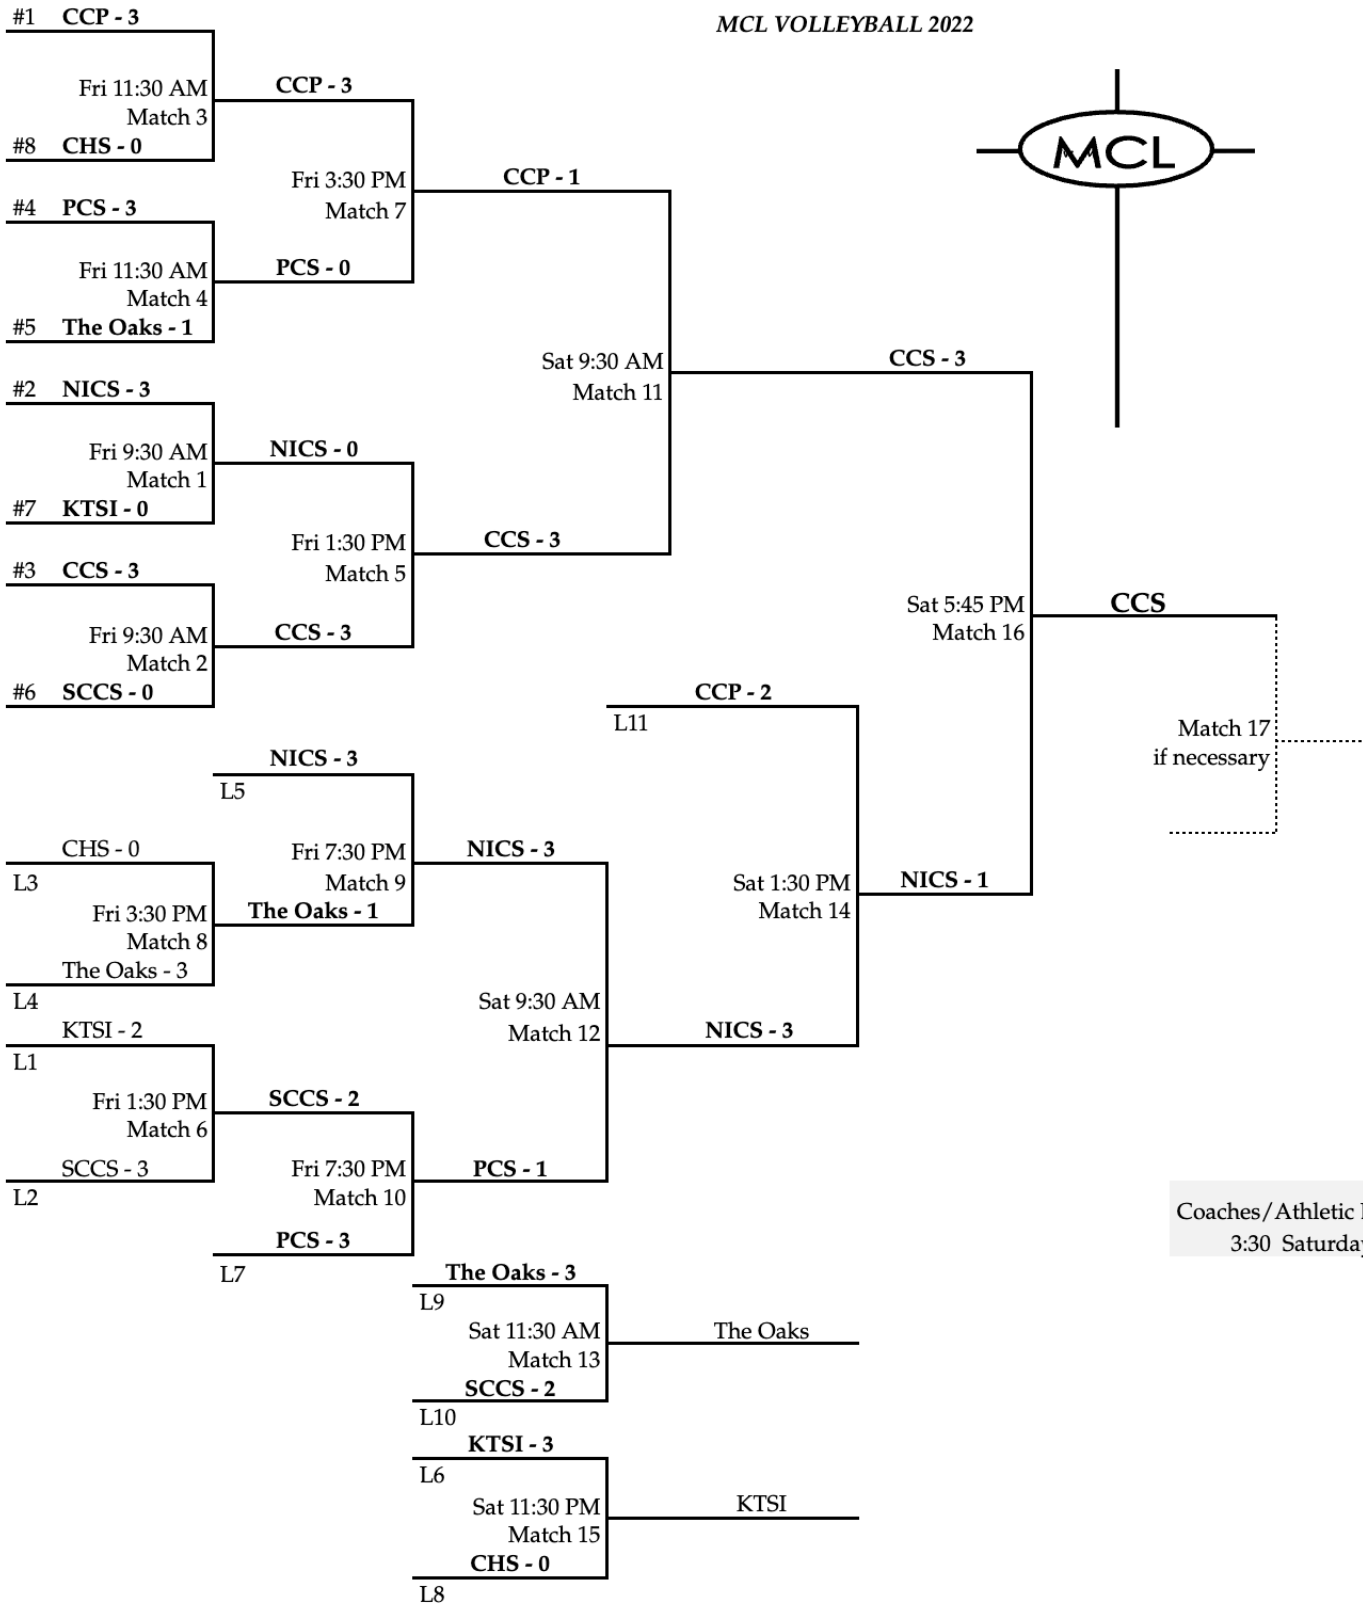 MCL VOLLEYBALL 2022
MCL
#1 CCP - 3
Fri 11:30 AM
Match 3
#8 CHS - 0
CCP - 3
#4 PCS - 3
Fri 11:30 AM
Match 4
#5 The Oaks - 1
PCS - 0
Fri 3:30 PM
Match 7
CCP - 1
#2 NICS - 3
Fri 9:30 AM
Match 1
#7 KTSI - 0
NICS - 0
#3 CCS - 3
Fri 9:30 AM
Match 2
#6 SCCS - 0
CCS - 3
Fri 1:30 PM
Match 5
CCS - 3
Sat 9:30 AM
Match 11
CCS - 3
Sat 5:45 PM
Match 16
CCS
Match 17
if necessary
CCP - 2
L11
NICS - 3
L5
CHS - 0
L3
Fri 3:30 PM
Match 8
The Oaks - 3
L4
Fri 7:30 PM
Match 9
The Oaks - 1
NICS - 3
KTSI - 2
L1
Fri 1:30 PM
Match 6
SCCS - 3
L2
SCCS - 2
Fri 7:30 PM
Match 10
PCS - 3
L7
PCS - 1
Sat 9:30 AM
Match 12
NICS - 3
Sat 1:30 PM
Match 14
NICS - 1
Coaches/Athletic
3:30 Saturday
The Oaks - 3
L9
Sat 11:30 AM
Match 13
SCCS - 2
L10
The Oaks
KTSI - 3
L6
Sat 11:30 PM
Match 15
CHS - 0
L8
KTSI